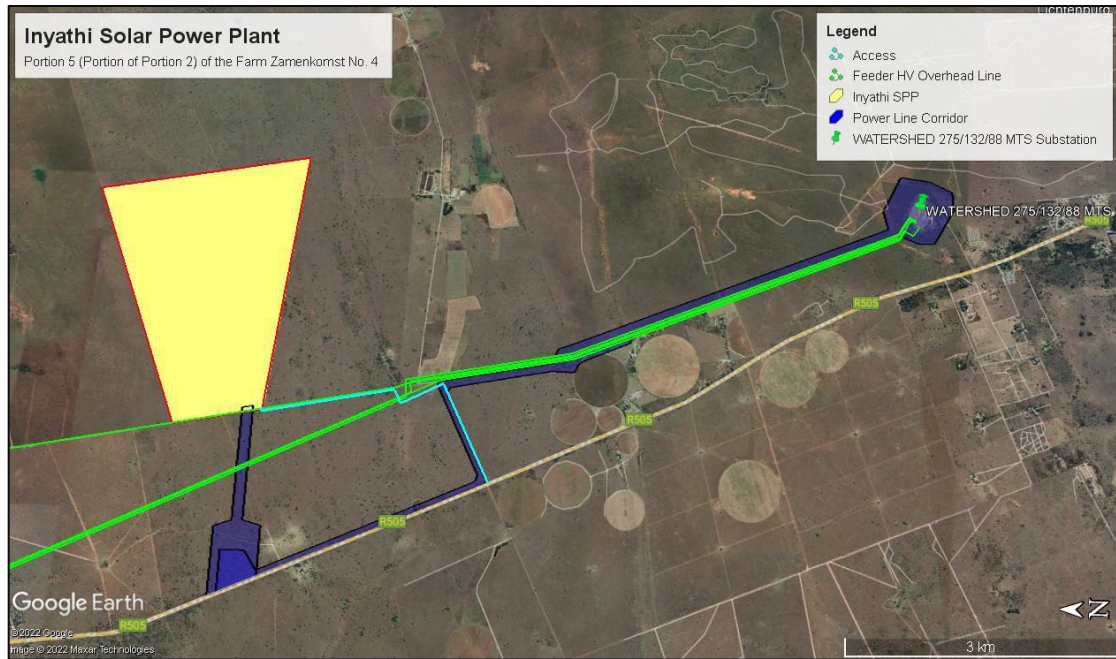 Inyathi Solar Power Plant
Portion 5 (Portion of Portion 2) of the Farm Zamenkomst No. 4
Lichtenburg
Legend
Access
Feeder HV Overhead Line
Inyathi SPP
Power Line Corridor
WATERSHED 275/132/88 MTS Substation
WATERSHED 275/132/88 MTS
R505
R505
R505
R505
R505
Google Earth
© 2022 Google
Image © 2022 Maxar Technologies
N
3 km